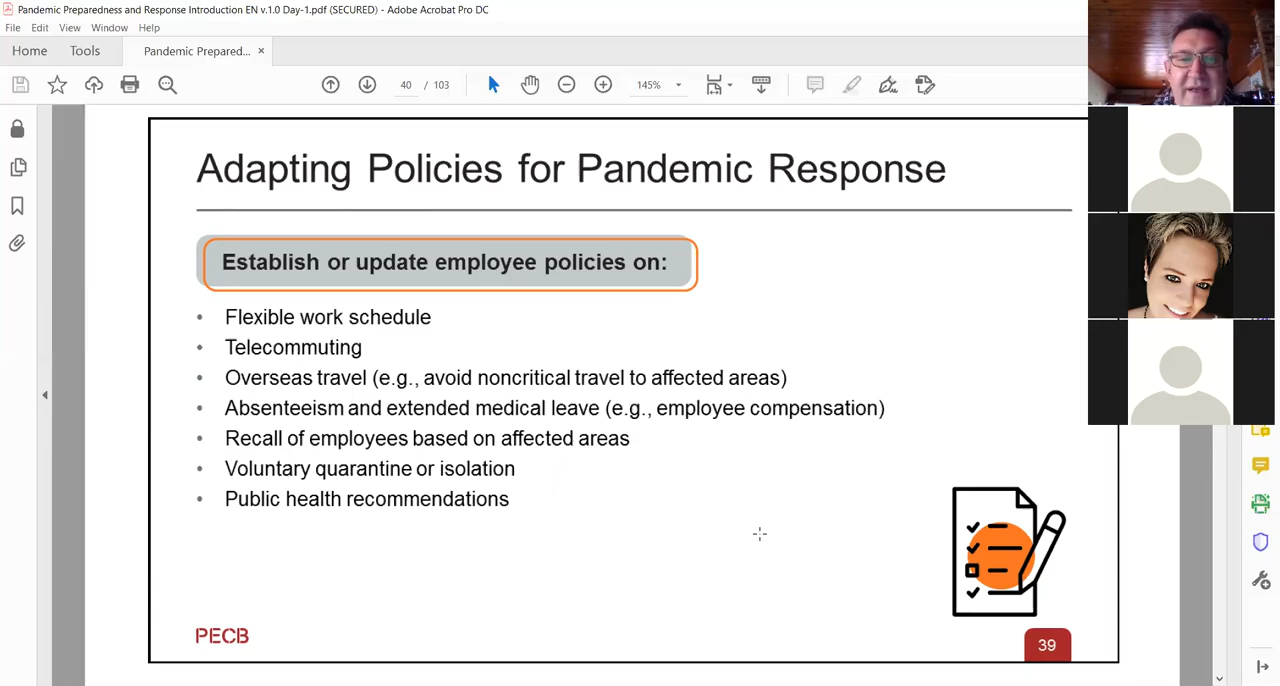 Pandemic Preparedness and Response Introduction EN v.1.0 Day-1.pdf (SECURED) - Adobe Acrobat Pro DC
File Edit View Window Help
Home Tools Pandemic Prepared... ×
40 / 103 145%
Adapting Policies for Pandemic Response
Establish or update employee policies on:
• Flexible work schedule
• Telecommuting
• Overseas travel (e.g., avoid noncritical travel to affected areas)
• Absenteeism and extended medical leave (e.g., employee compensation)
• Recall of employees based on affected areas
• Voluntary quarantine or isolation
• Public health recommendations
PECB
39